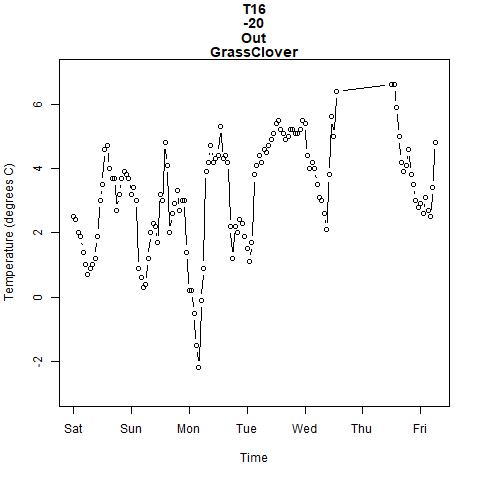 T16
-20
Out
GrassClover
Temperature (degrees C)
6
4
2
0
-2
Sat Sun Mon Tue Wed Thu Fri
Time